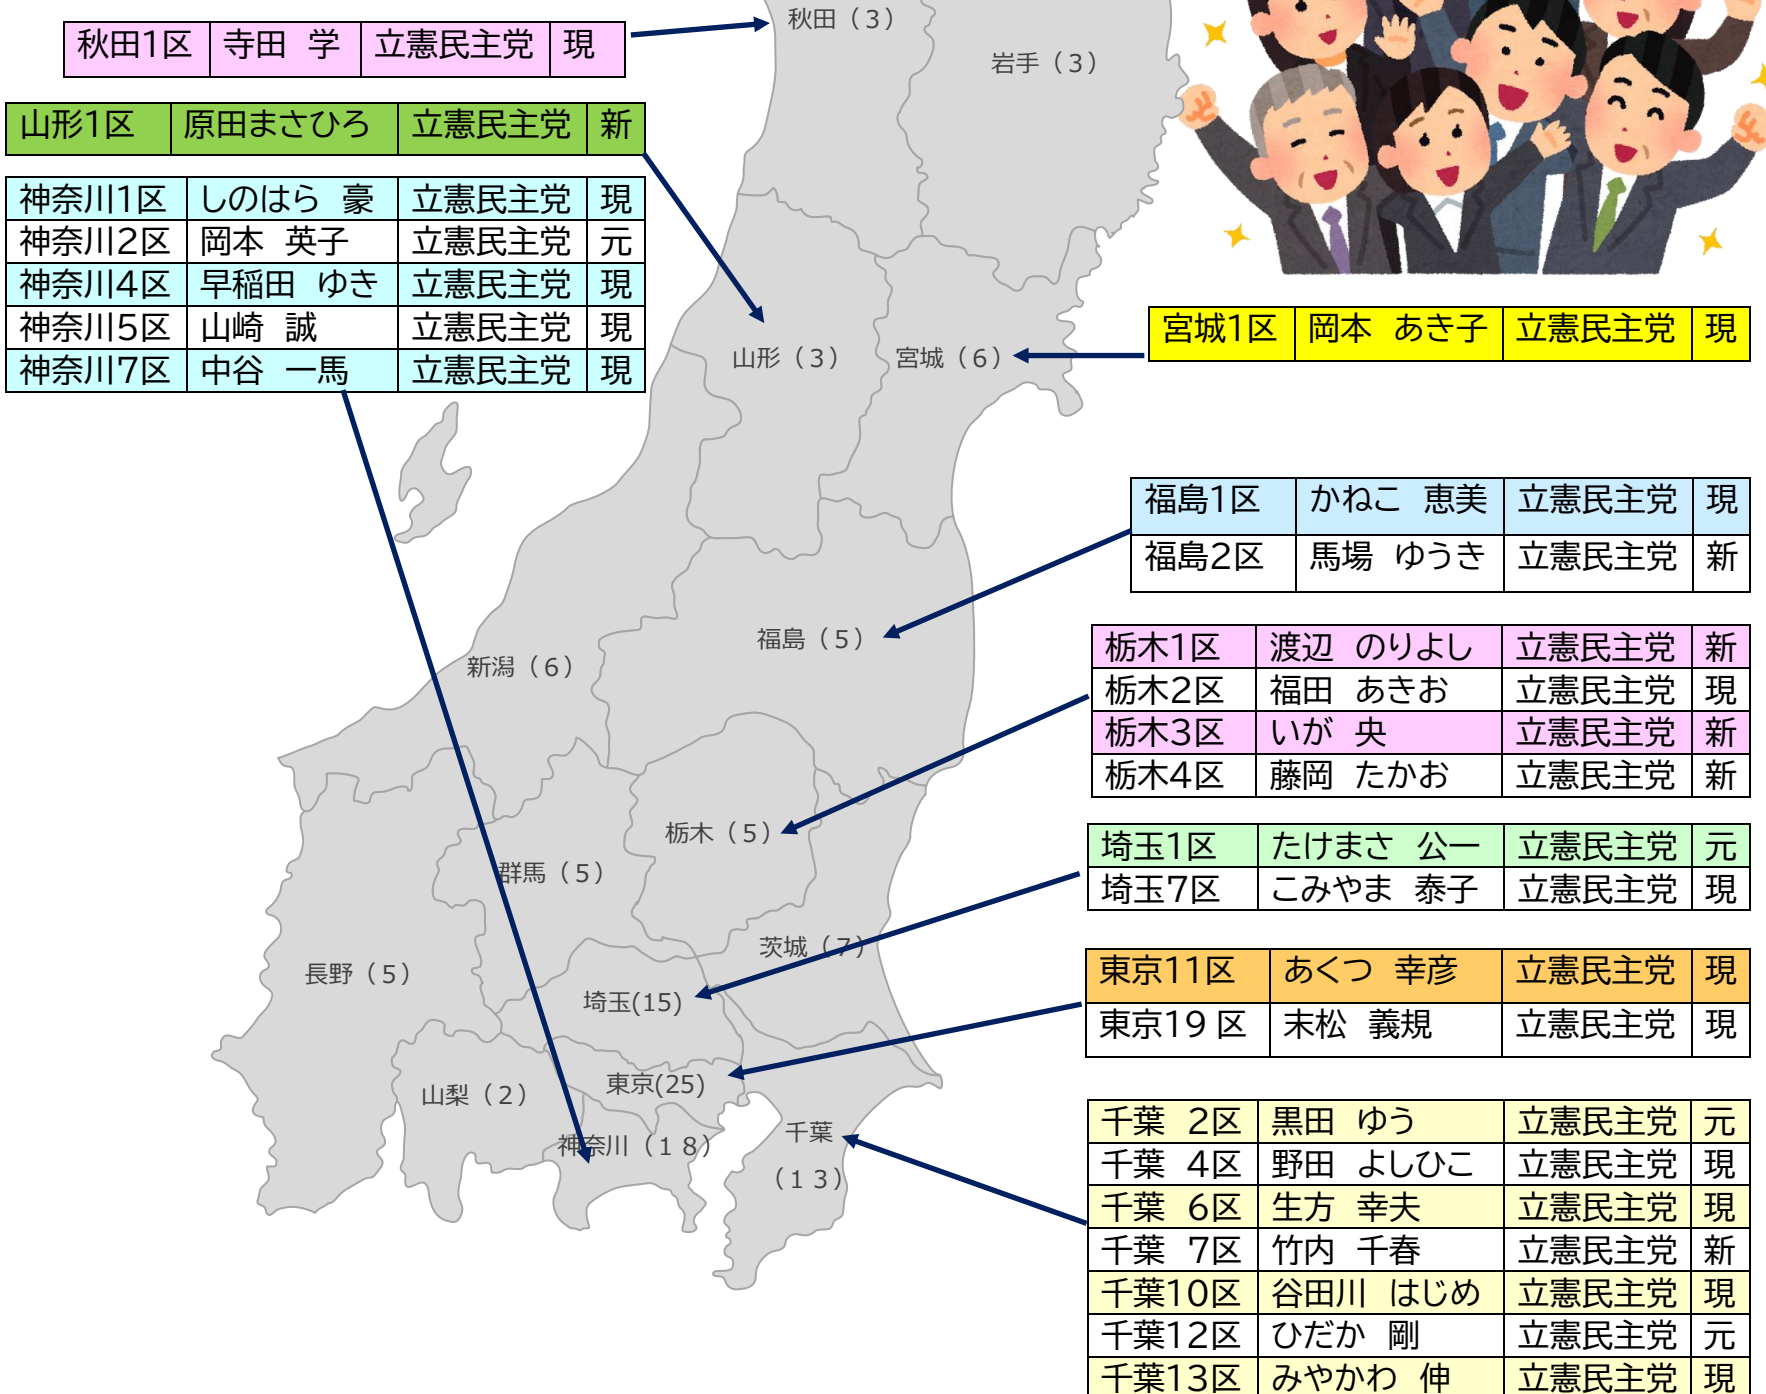 秋田1区 寺田 学 立憲民主党 現
山形1区 原田まさひろ 立憲民主党 新
神奈川1区 しのはら 豪 立憲民主党 現
神奈川2区 岡本 英子 立憲民主党 元
神奈川4区 早稲田 ゆき 立憲民主党 現
神奈川5区 山崎 誠 立憲民主党 現
神奈川7区 中谷 一馬 立憲民主党 現
秋田（3）
岩手（3）
山形（3）
宮城（6）
福島（5）
新潟（6）
栃木（5）
群馬（5）
茨城（7）
長野（5）
埼玉(15)
山梨（2）
東京(25)
神奈川（18）
千葉
（13）
宮城1区 岡本 あき子 立憲民主党 現
福島1区 かねこ 恵美 立憲民主党 現
福島2区 馬場 ゆうき 立憲民主党 新
栃木1区 渡辺 のりよし 立憲民主党 新
栃木2区 福田 あきお 立憲民主党 現
栃木3区 いが 央 立憲民主党 新
栃木4区 藤岡 たかお 立憲民主党 新
埼玉1区 たけまさ 公一 立憲民主党 元
埼玉7区 こみやま 泰子 立憲民主党 現
東京11区 あくつ 幸彦 立憲民主党 現
東京19区 末松 義規 立憲民主党 現
千葉 2区 黒田 ゆう 立憲民主党 元
千葉 4区 野田 よしひこ 立憲民主党 現
千葉 6区 生方 幸夫 立憲民主党 現
千葉 7区 竹内 千春 立憲民主党 新
千葉10区 谷田川 はじめ 立憲民主党 現
千葉12区 ひだか 剛 立憲民主党 元
千葉13区 みやかわ 伸 立憲民主党 現